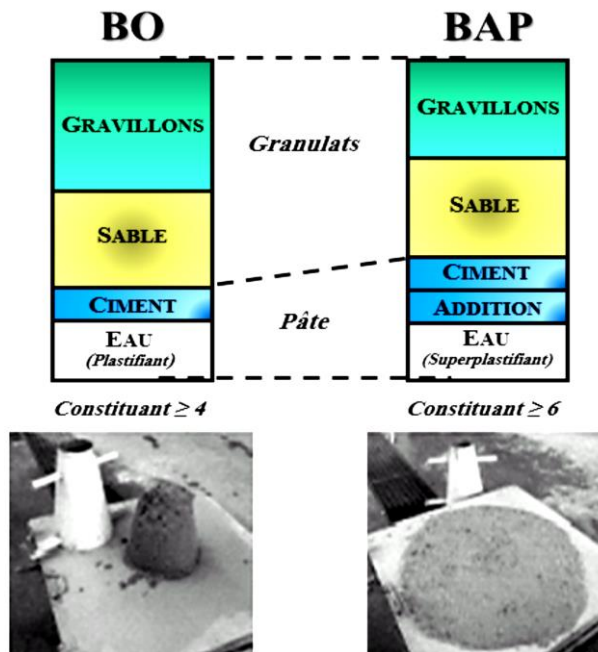 BO
BAP
GRAVILLONS
SABLE
CIMENT
EAU
(Plastifiant)
Granulats
Pâte
GRAVILLONS
SABLE
CIMENT
ADDITION
EAU
(Superplastifiant)
Constituant ≥ 4
Constituant ≥ 6